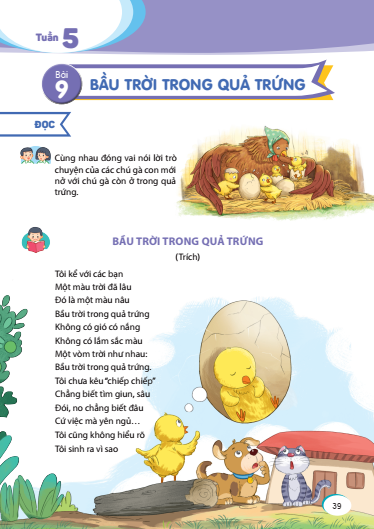 Tuần 5
Bài
9
BẦU TRỜI TRONG QUẢ TRỨNG
ĐỌC
Cùng nhau đóng vai nói lời trò
chuyện của các chú gà con mới
nở với chú gà còn ở trong quả
trứng.
BẦU TRỜI TRONG QUẢ TRỨNG
(Trích)
Tôi kể với các bạn
Một màu trời đã lâu
Đó là một màu nâu
Bầu trời trong quả trứng
Không có gió có nắng
Không có lắm sắc màu
Một vòm trời như nhau:
Bầu trời trong quả trứng.
Tôi chưa kêu "chiếp chiếp"
Chẳng biết tìm giun, sâu
Đói, no chẳng biết đâu
Cứ việc mà yên ngủ...
Tôi cũng không hiểu rõ
Tôi sinh ra vì sao
39